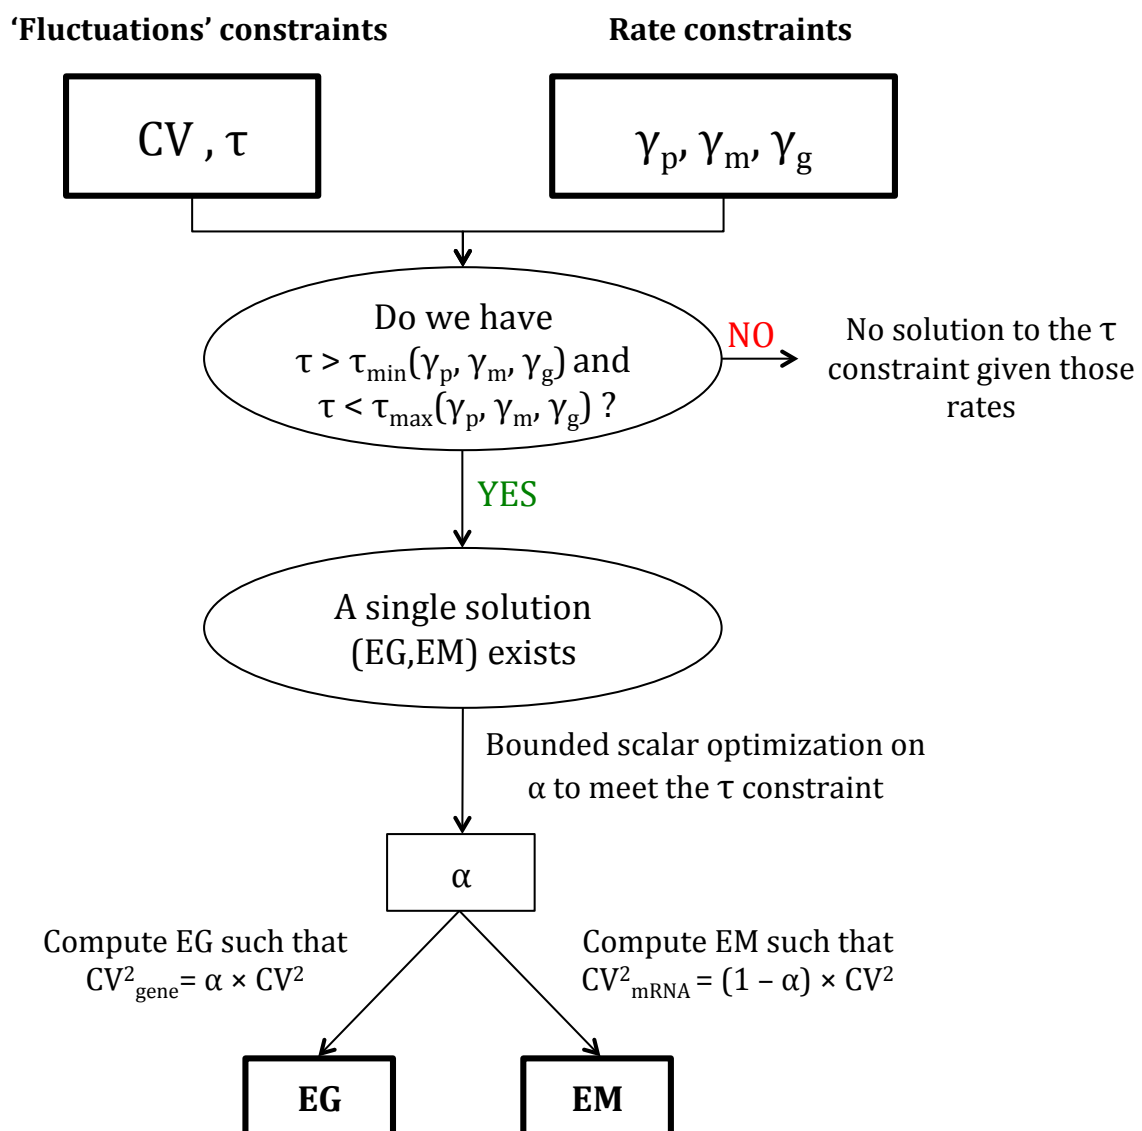 ‘Fluctuations’ constraints
Rate constraints
CV , τ
γp, γm, γg
Do we have
τ > τmin(γp, γm, γg) and
τ < τmax(γp, γm, γg) ?
NO
No solution to the τ
constraint given those
rates
YES
A single solution
(EG,EM) exists
Bounded scalar optimization on
α to meet the τ constraint
α
Compute EG such that
CV²gene= α × CV²
Compute EM such that
CV²mRNA = (1 – α) × CV²
EG
EM